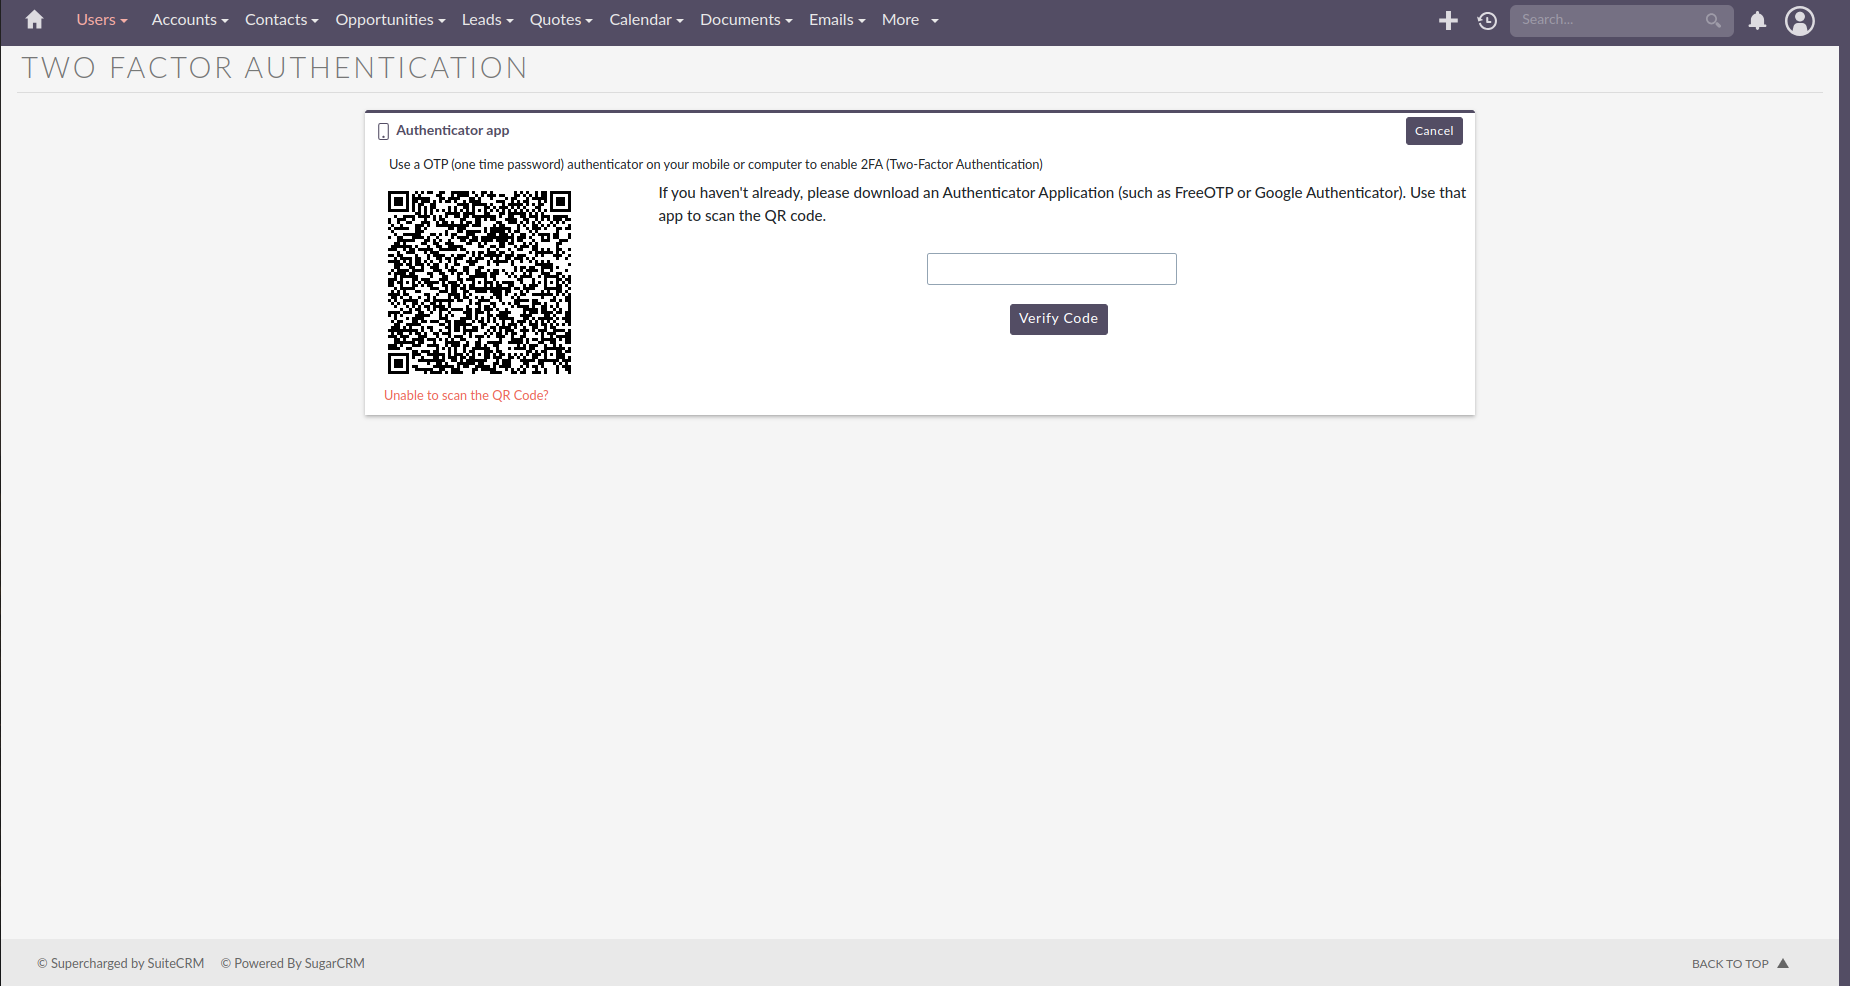 Users Accounts Contacts Opportunities Leads Quotes Calendar Documents Emails More Search...
TWO FACTOR AUTHENTICATION
Authenticator app Cancel
Use a OTP (one time password) authenticator on your mobile or computer to enable 2FA (Two-Factor Authentication)
If you haven't already, please download an Authenticator Application (such as FreeOTP or Google Authenticator). Use that
app to scan the QR code.
Verify Code
Unable to scan the QR Code?
© Supercharged by SuiteCRM © Powered By SugarCRM BACK TO TOP